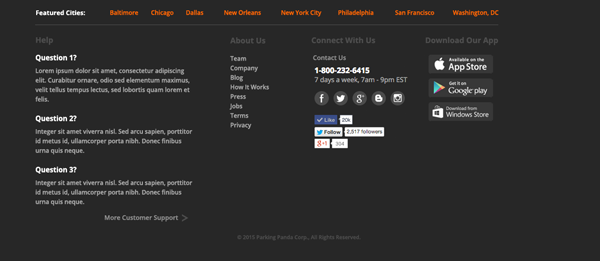 Featured Cities: Baltimore Chicago Dallas New Orleans New York City Philadelphia San Francisco Washington, DC
Help
Question 1?
Lorem ipsum dolor sit amet, consectetur adipiscing
elit. Curabitur ornare, odio sed elementum maximus,
velit tellus tempus lectus, sed lobortis quam lorem et
felis.
Question 2?
Integer sit amet viverra nisl. Sed arcu sapien, porttitor
id metus id, ullamcorper porta nibh. Donec finibus
urna quis neque.
Question 3?
Integer sit amet viverra nisl. Sed arcu sapien, porttitor
id metus id, ullamcorper porta nibh. Donec finibus
urna quis neque.
More Customer Support >
About Us
Team
Company
Blog
How It Works
Press
Jobs
Terms
Privacy
Connect With Us
Contact Us
1-800-232-6415
7 days a week, 7am - 9pm EST
Like 20k
Follow 2,517 followers
g+1 354
Download Our App
Available on the
App Store
Get it on
Google play
Download from
Windows Store
© 2015 Parking Panda Corp., All Rights Reserved.